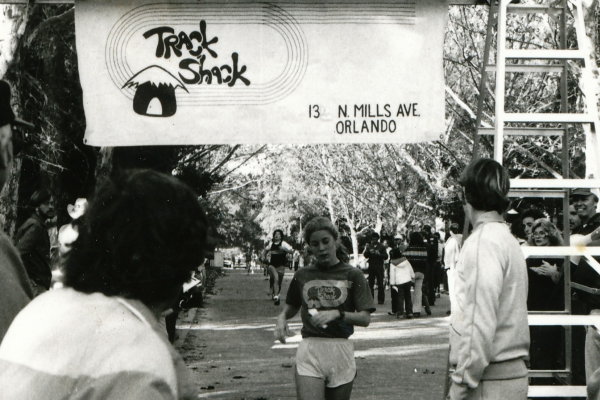 TRACK
Shack
13 N. MILLS AVE.
ORLANDO